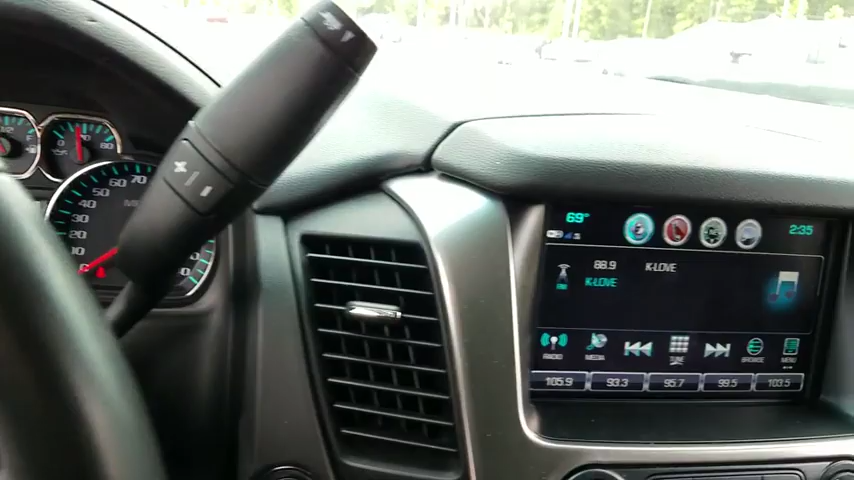 69°
2:35
88.9
K-LOVE
K-LOVE
RADIO
MEDIA
TUNE
BROWSE
MENU
105.9
93.3
95.7
99.5
103.5
+ / -
F
80
70
60
50
40
30
20
10